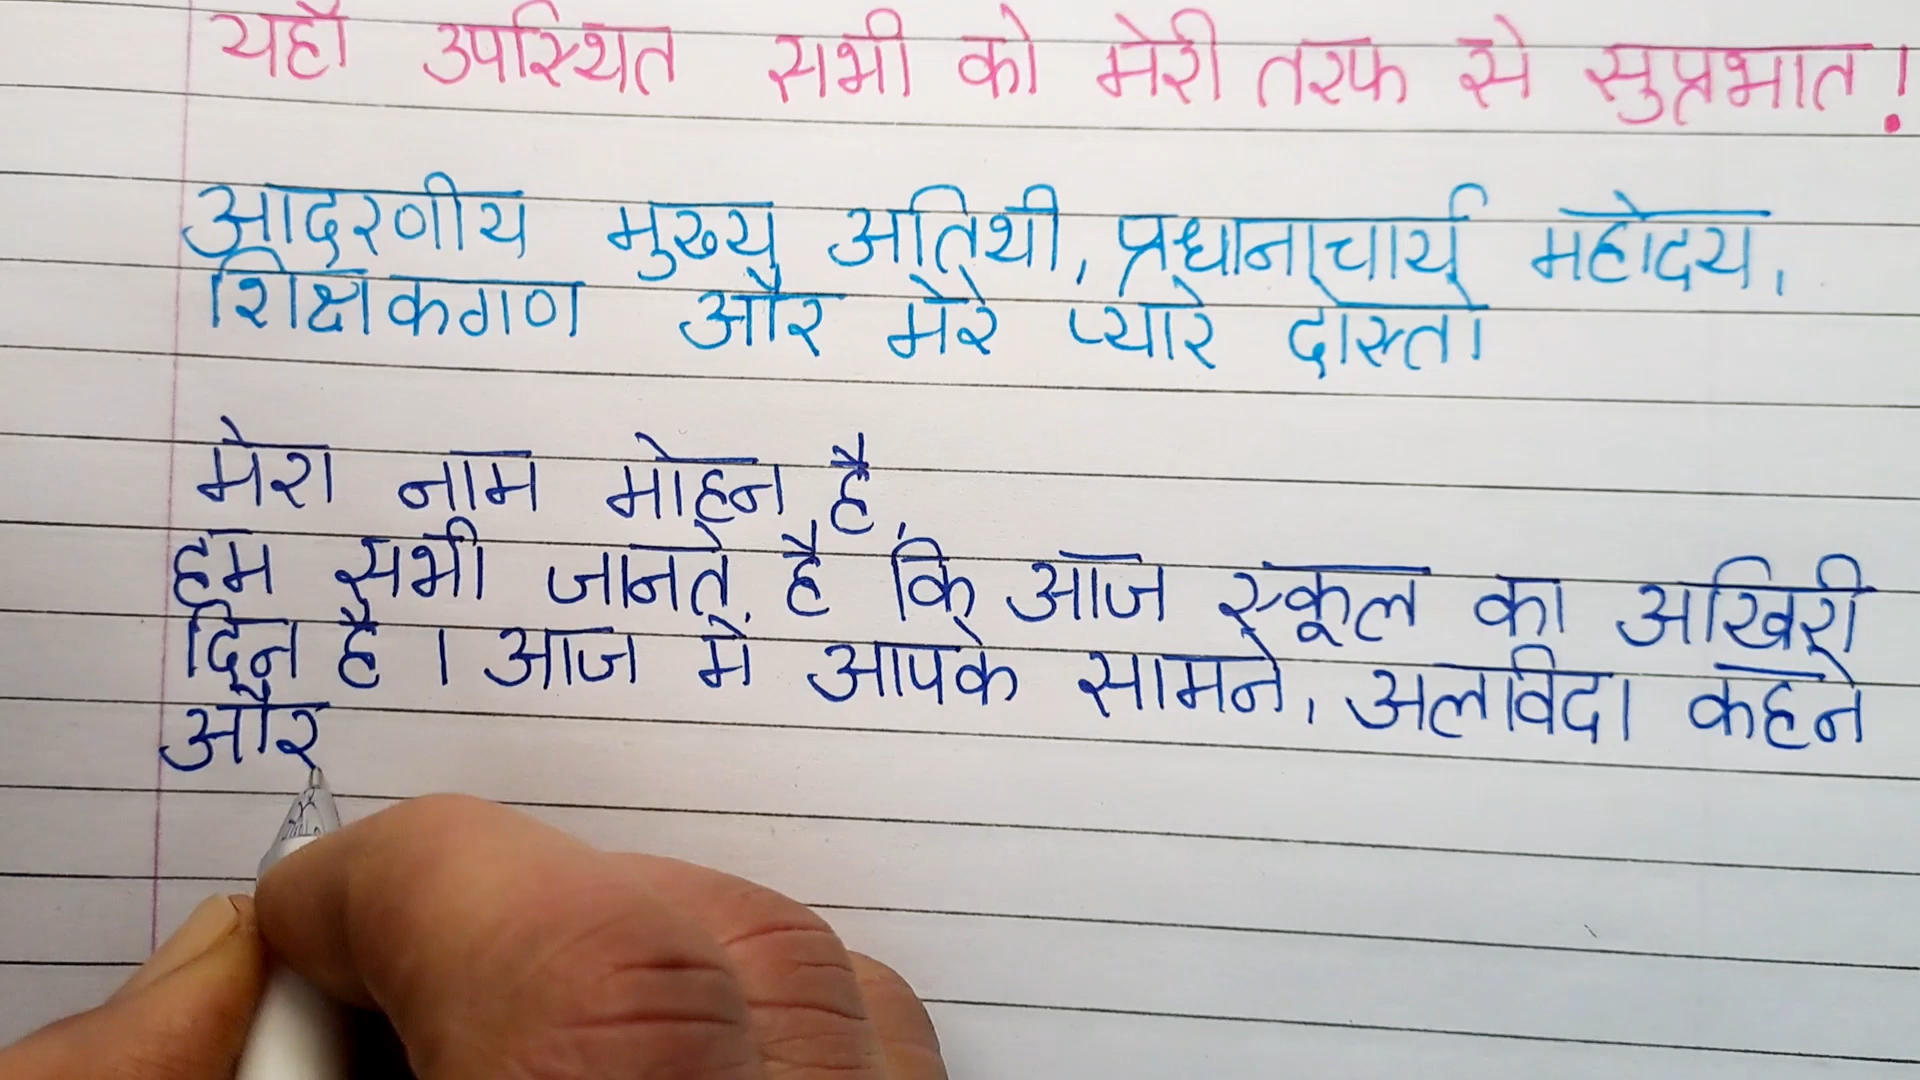 यहाँ उपस्थित सभी को मेरी तरफ से सुप्रभात!
आदरणीय मुख्य अतिथी, प्रधानाचार्य महोदय,
शिक्षकगण और मेरे प्यारे दोस्तो
मेरा नाम मोहन है,
हम सभी जानते है कि आज स्कूल का अखिरी
दिन है । आज मे आपके सामने, अलविदा कहने
और